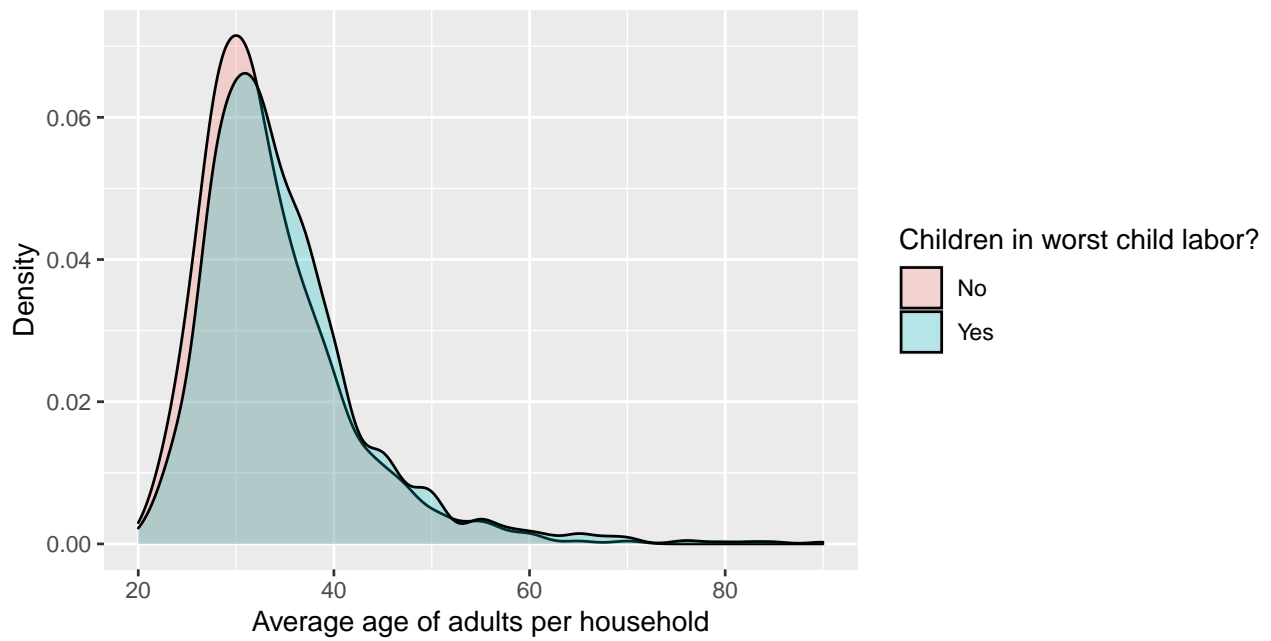 0.06
0.04
0.02
0.00
Density
20 40 60 80
Average age of adults per household
Children in worst child labor?
No
Yes